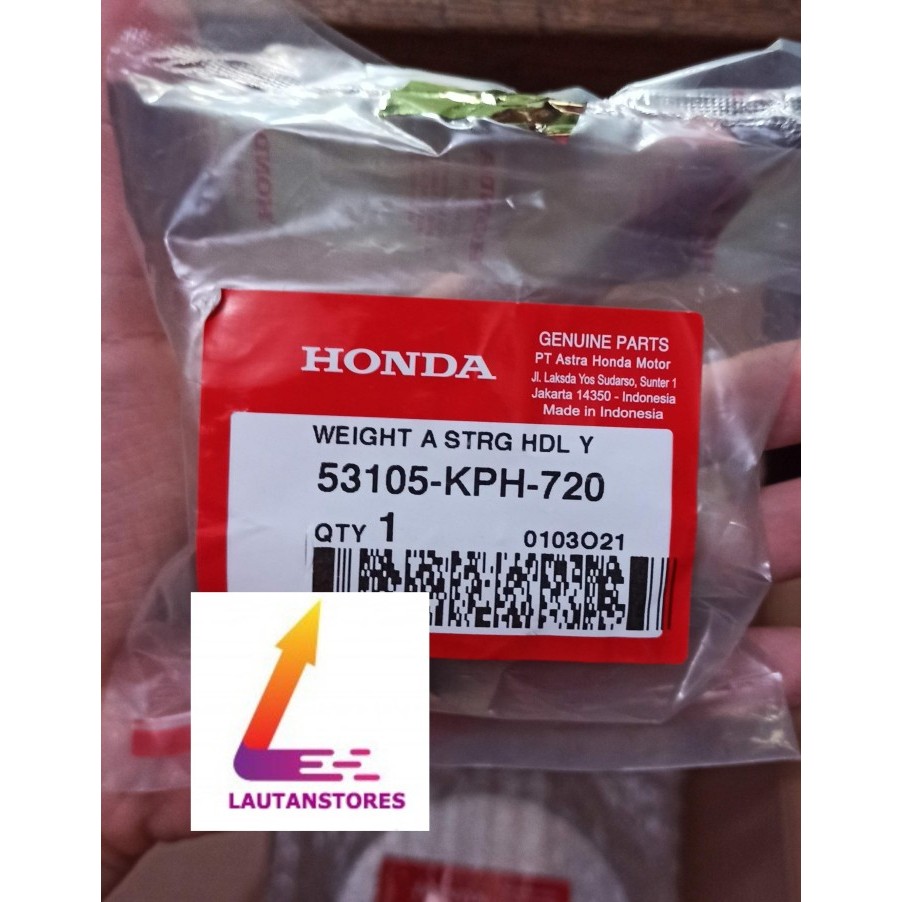 HONDA
GENUINE PARTS
PT Astra Honda Motor
Jl. Laksda Yos Sudarso, Sunter 1
Jakarta 14350 - Indonesia
Made in Indonesia
WEIGHT A STRG HDL Y
53105-KPH-720
QTY 1
0103O21
LAUTANSTORES